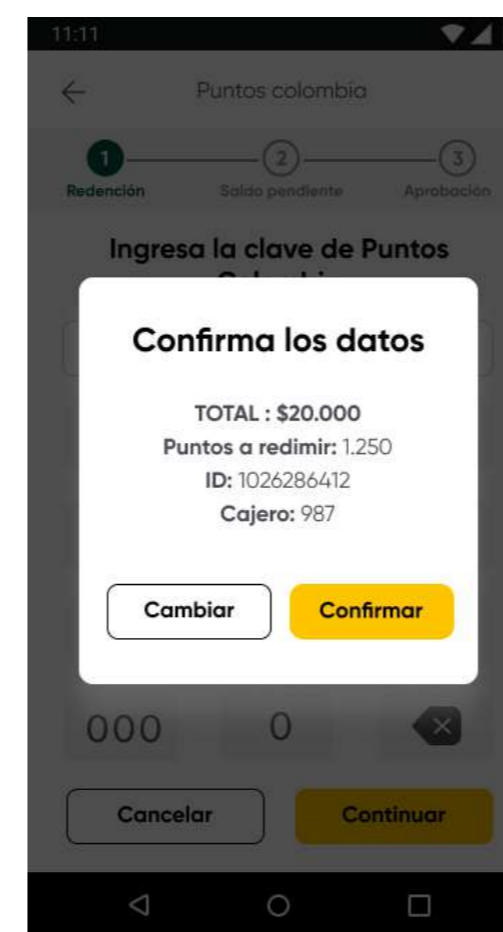 11:11
Puntos colombia
1 2 3
Redención Saldo pendiente Aprobación
Ingresa la clave de Puntos
Confirma los datos
TOTAL : $20.000
Puntos a redimir: 1.250
ID: 1026286412
Cajero: 987
Cambiar Confirmar
000 0
Cancelar Continuar